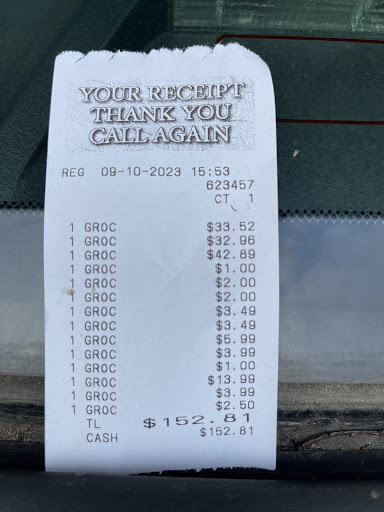 YOUR RECEIPT
THANK YOU
CALL AGAIN
REG 09-10-2023 15:53
623457
CT 1
1 GROC $33.52
1 GROC $32.96
1 GROC $42.89
1 GROC $1.00
1 GROC $2.00
1 GROC $2.00
1 GROC $3.49
1 GROC $3.49
1 GROC $5.99
1 GROC $3.99
1 GROC $1.00
1 GROC $13.99
1 GROC $3.99
1 GROC $2.50
TL $152.81
CASH $152.81